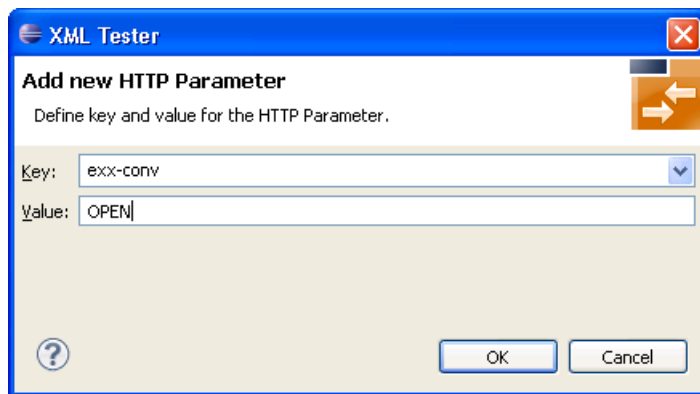 XML Tester
Add new HTTP Parameter
Define key and value for the HTTP Parameter.
Key: exx-conv
Value: OPEN
?
OK Cancel